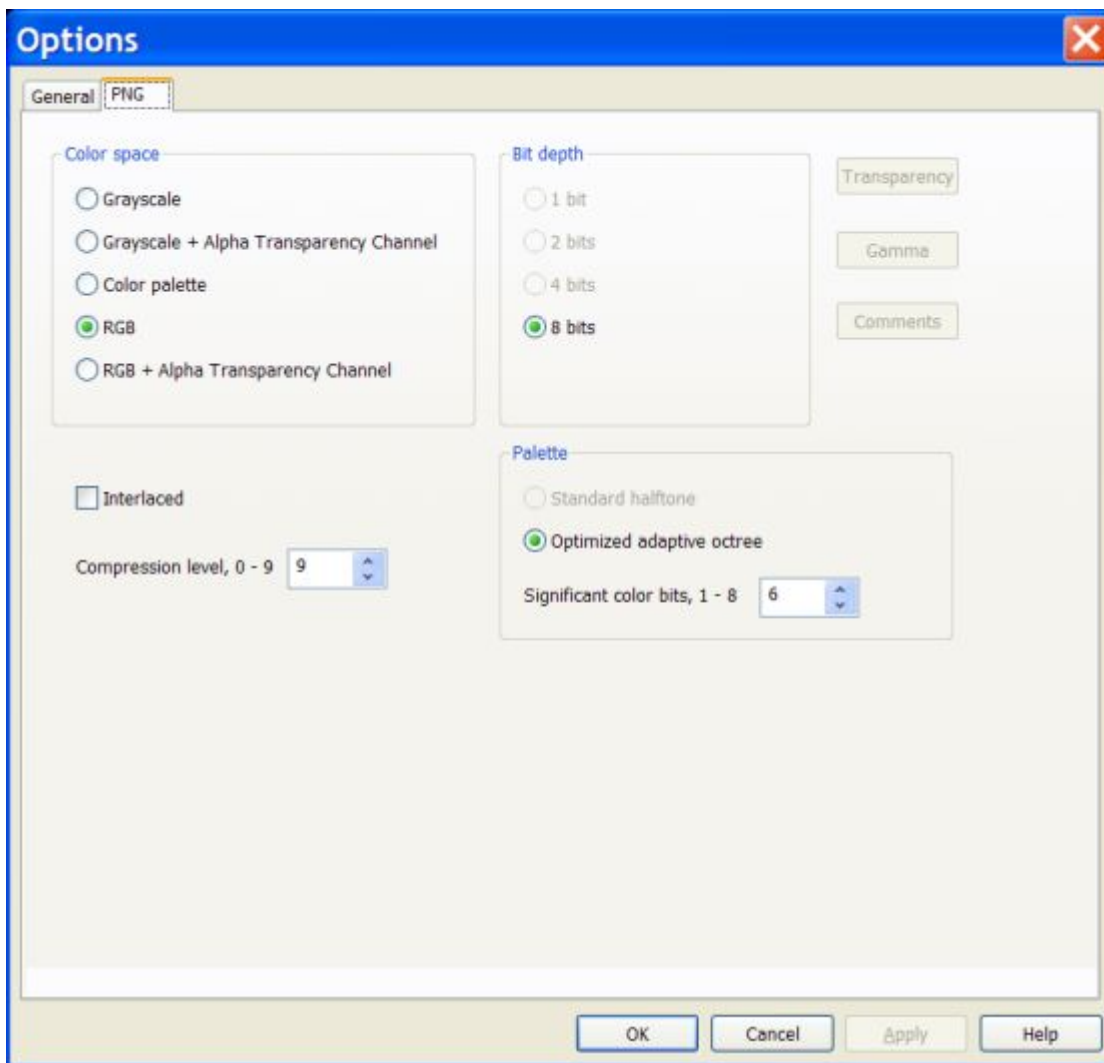 Options
General PNG
Color space
Grayscale
Grayscale + Alpha Transparency Channel
Color palette
RGB
RGB + Alpha Transparency Channel
Bit depth
1 bit
2 bits
4 bits
8 bits
Transparency
Gamma
Comments
Interlaced
Compression level, 0 - 9 9
Palette
Standard halftone
Optimized adaptive octree
Significant color bits, 1 - 8 6
OK Cancel Apply Help